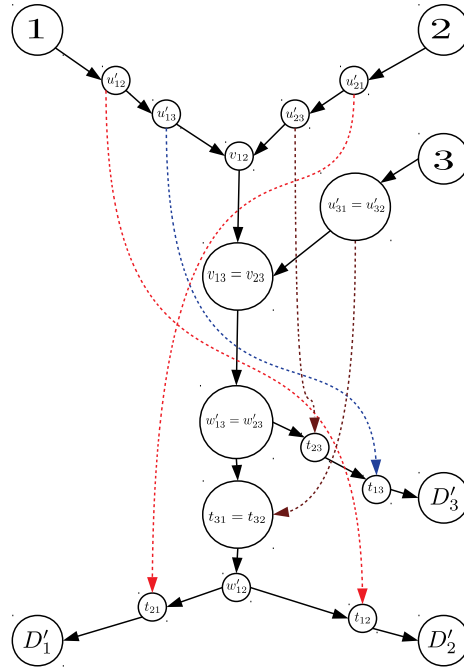 1 2
u′₁₂ u′₂₁
u′₁₃ u′₂₃
v₁₂ 3
u′₃₁ = u′₃₂
v₁₃ = v₂₃
w′₁₃ = w′₂₃
t₂₃
t₁₃
D′₃
t₃₁ = t₃₂
w′₁₂
t₂₁ t₁₂
D′₁ D′₂